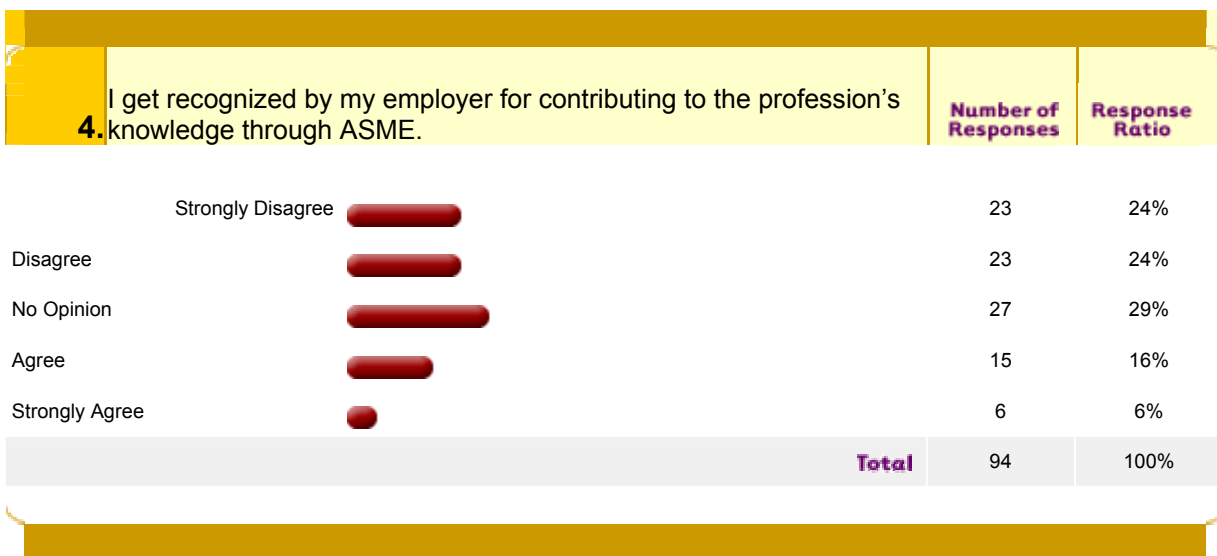 I get recognized by my employer for contributing to the profession's
4. knowledge through ASME.
Number of
Responses
Response
Ratio
Strongly Disagree 23 24%
Disagree 23 24%
No Opinion 27 29%
Agree 15 16%
Strongly Agree 6 6%
Total 94 100%